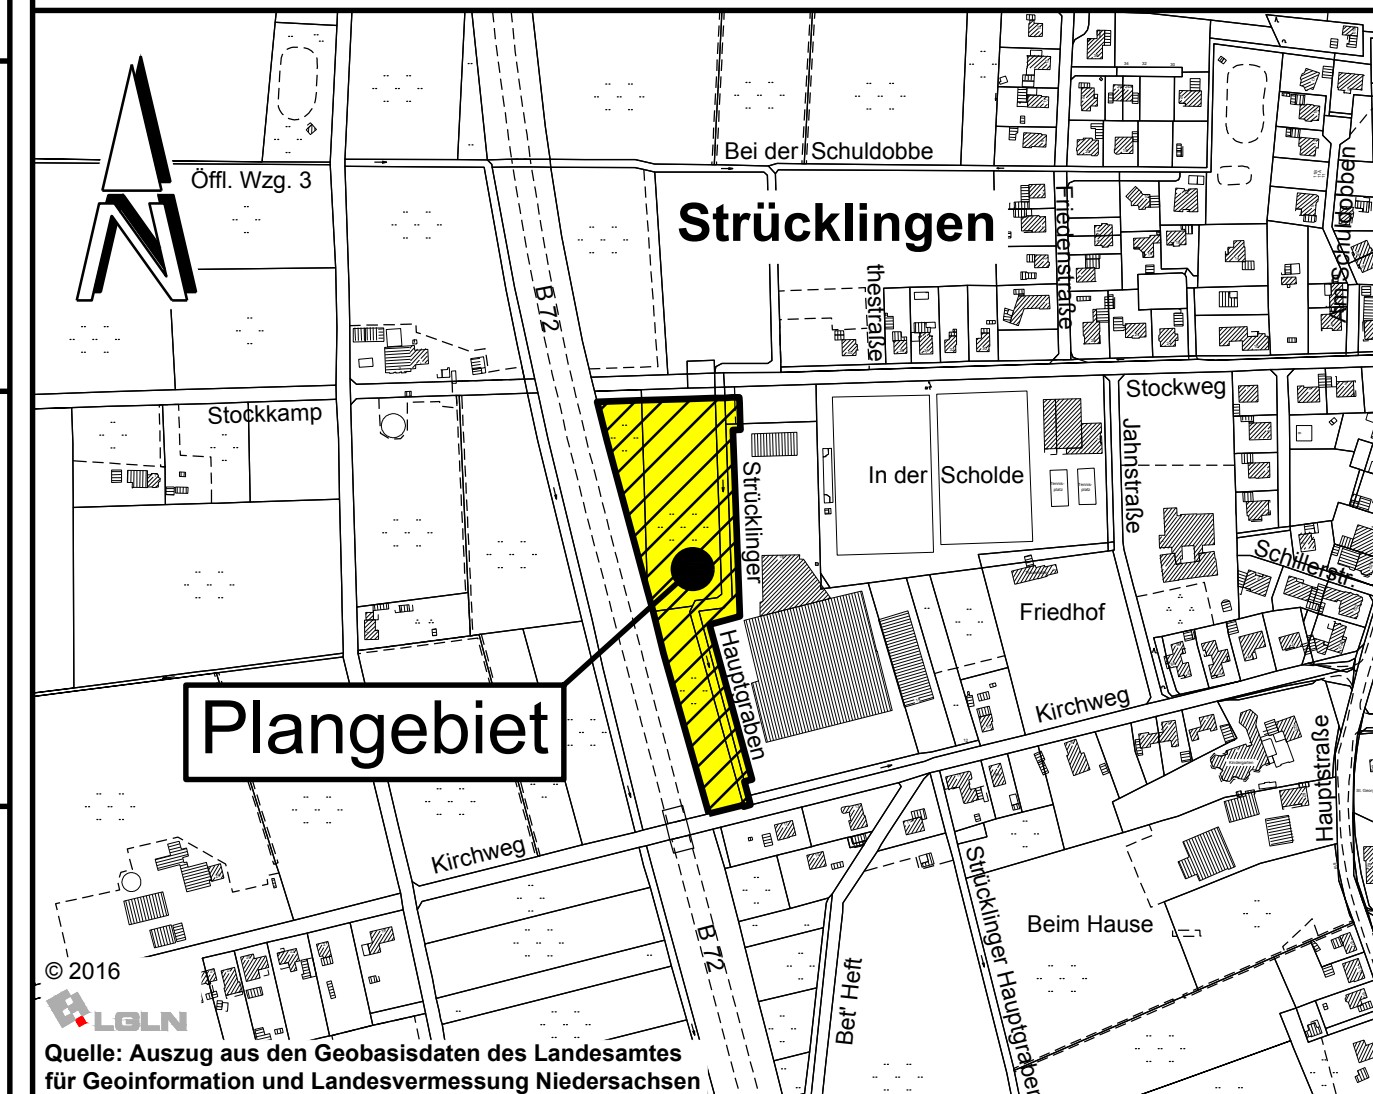 Bei der Schuldobbe
Öffl. Wzg. 3
N
Strücklingen
Friedenstraße
Am Schuldobben
thestraße
B 72
Stockkamp
Stockweg
Jahnstraße
In der Scholde
Strücklinger
Hauptgraben
Schillerstr.
Friedhof
Kirchweg
Plangebiet
Hauptstraße
Kirchweg
B 72
Beim Hause
Strücklinger Hauptgraben
Bet' Heft
© 2016
LGLN
Quelle: Auszug aus den Geobasisdaten des Landesamtes
für Geoinformation und Landesvermessung Niedersachsen